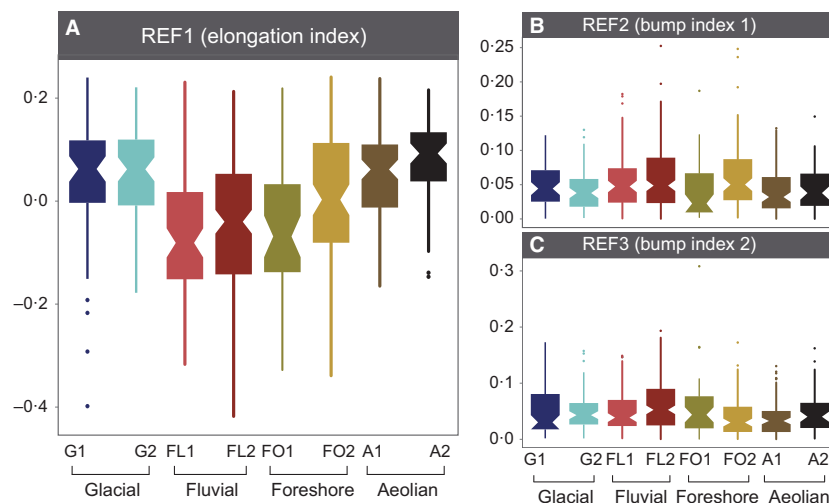 A REF1 (elongation index)
0·2
0·0
–0·2
–0·4
G1 G2 FL1 FL2 FO1 FO2 A1 A2
Glacial Fluvial Foreshore Aeolian
B REF2 (bump index 1)
0·25
0·20
0·15
0·10
0·05
0·00
C REF3 (bump index 2)
0·3
0·2
0·1
0·0
G1 G2 FL1 FL2 FO1 FO2 A1 A2
Glacial Fluvial Foreshore Aeolian